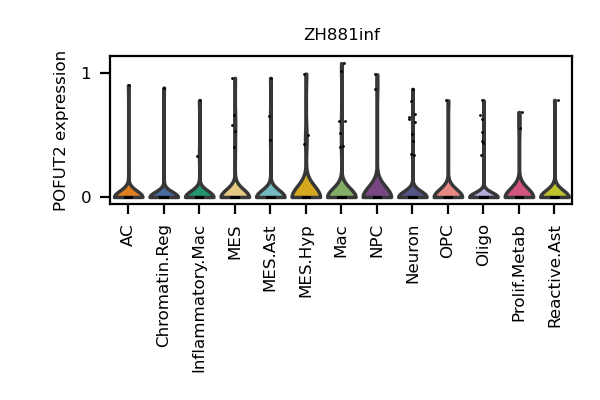 ZH881inf
POFUT2 expression
1
0
AC
Chromatin.Reg
Inflammatory.Mac
MES
MES.Ast
MES.Hyp
Mac
NPC
Neuron
OPC
Oligo
Prolif.Metab
Reactive.Ast